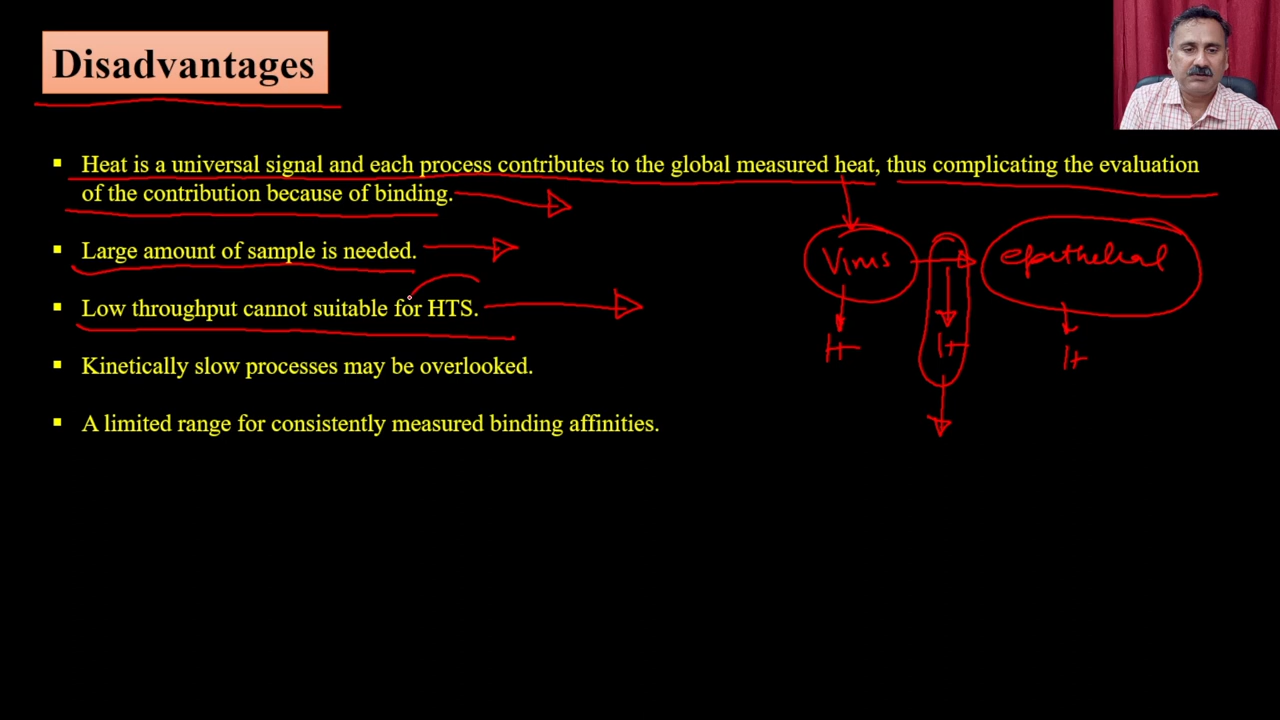 Disadvantages
▪ Heat is a universal signal and each process contributes to the global measured heat, thus complicating the evaluation
of the contribution because of binding.
▪ Large amount of sample is needed.
Virus
epethelial
▪ Low throughput cannot suitable for HTS.
H
H
H
▪ Kinetically slow processes may be overlooked.
▪ A limited range for consistently measured binding affinities.